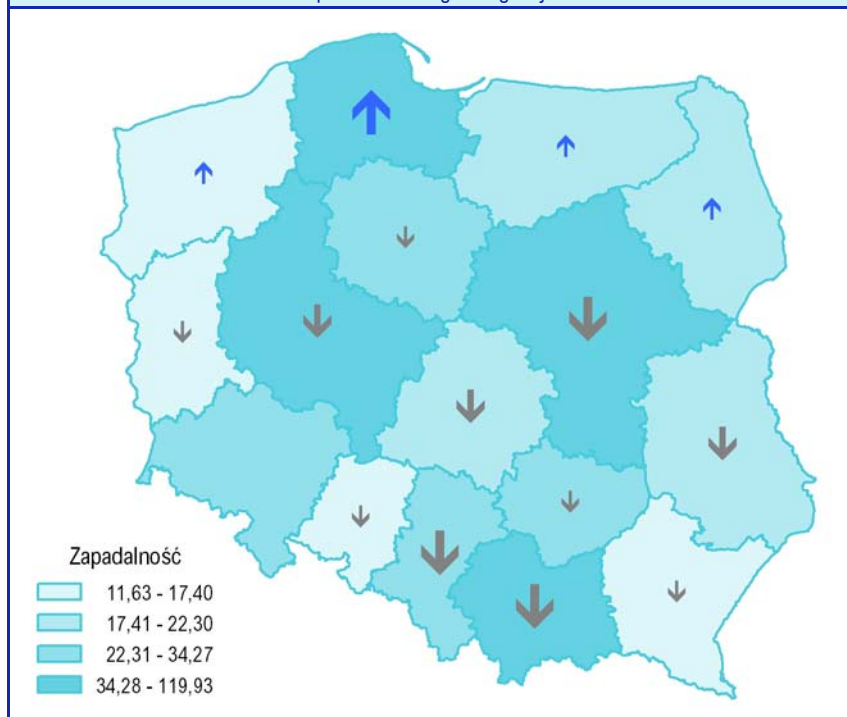 Zapadalność
11,63 - 17,40
17,41 - 22,30
22,31 - 34,27
34,28 - 119,93